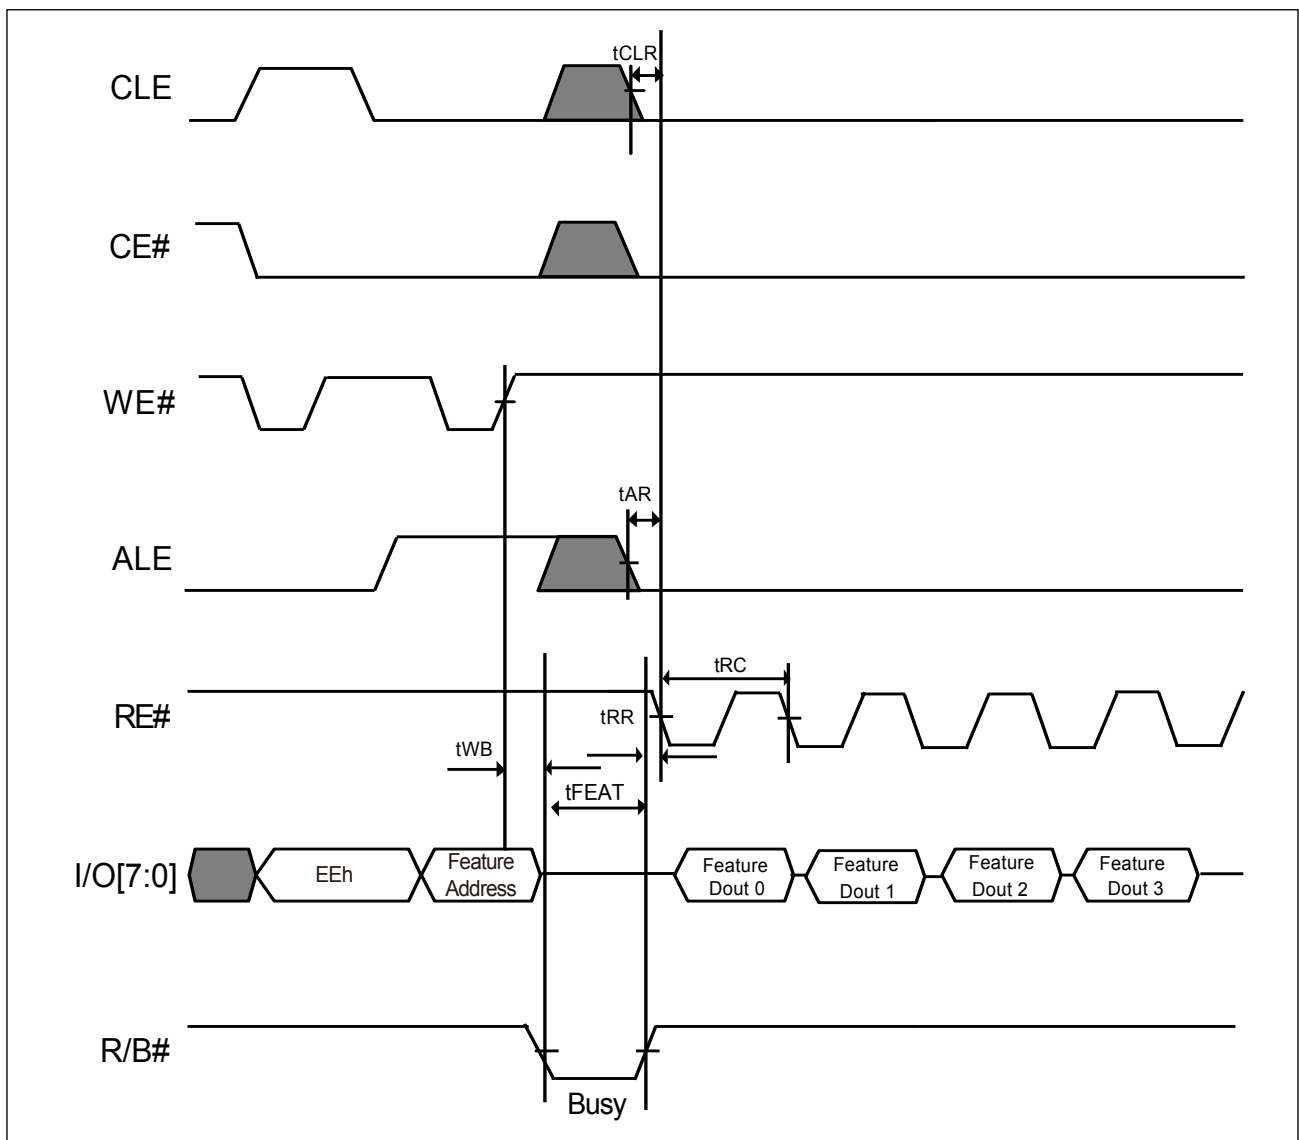 tCLR
CLE
CE#
WE#
tAR
ALE
tRC
RE#
tRR
tWB
tFEAT
I/O[7:0]
EEh
Feature
Address
Feature
Dout 0
Feature
Dout 1
Feature
Dout 2
Feature
Dout 3
R/B#
Busy